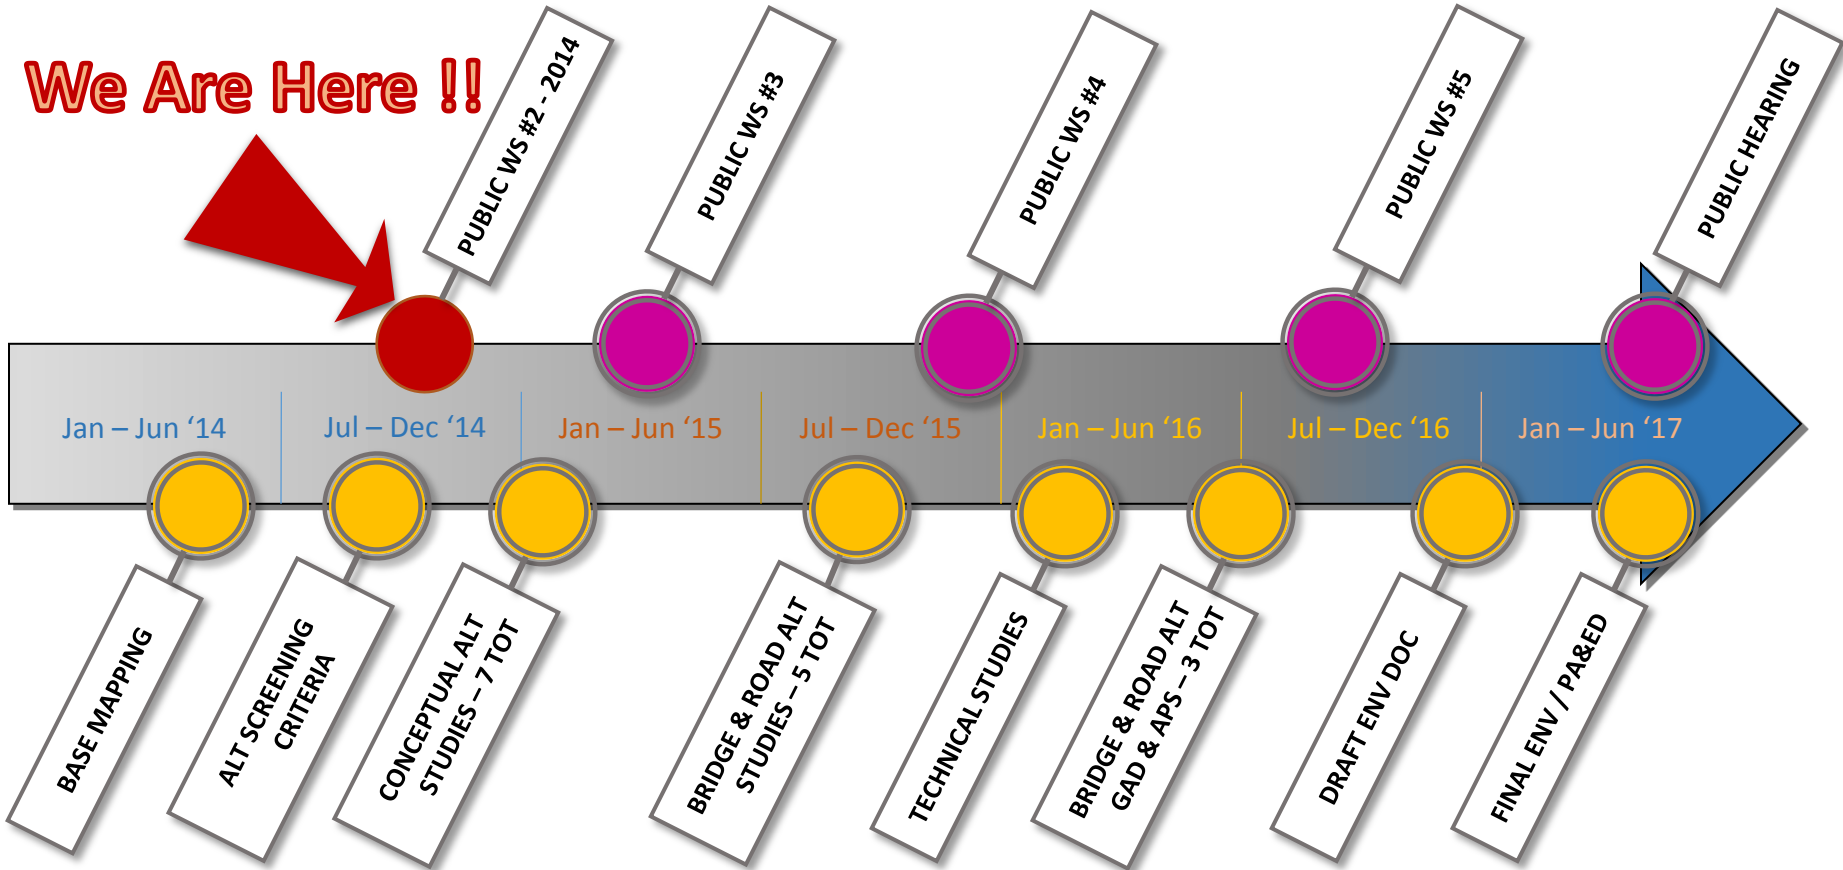 We Are Here !!
PUBLIC WS #2 - 2014
PUBLIC WS #3
PUBLIC WS #4
PUBLIC WS #5
PUBLIC HEARING
Jan – Jun ‘14
Jul – Dec ‘14
Jan – Jun ‘15
Jul – Dec ‘15
Jan – Jun ‘16
Jul – Dec ‘16
Jan – Jun ‘17
BASE MAPPING
ALT SCREENING
CRITERIA
CONCEPTUAL ALT
STUDIES – 7 TOT
BRIDGE & ROAD ALT
STUDIES – 5 TOT
TECHNICAL STUDIES
BRIDGE & ROAD ALT
GAD & APS – 3 TOT
DRAFT ENV DOC
FINAL ENV / PA&ED